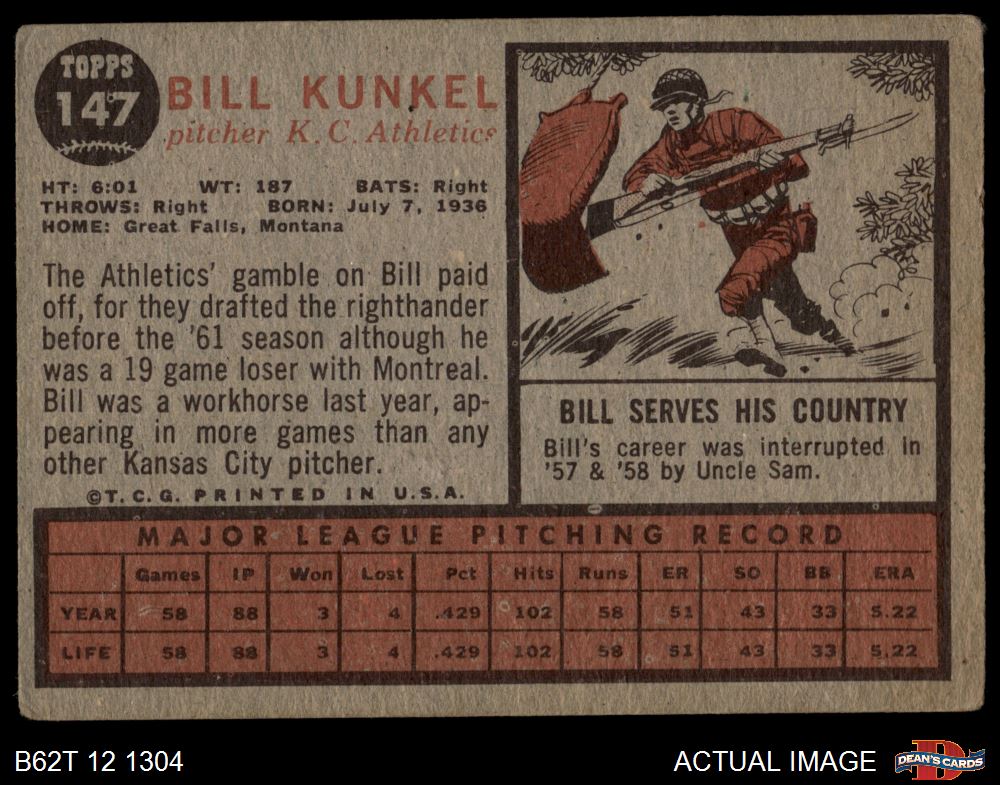 TOPPS
147
BILL KUNKEL
pitcher K. C. Athletics
HT: 6:01 WT: 187 BATS: Right
THROWS: Right BORN: July 7, 1936
HOME: Great Falls, Montana
The Athletics' gamble on Bill paid
off, for they drafted the righthander
before the '61 season although he
was a 19 game loser with Montreal.
Bill was a workhorse last year, ap-
pearing in more games than any
other Kansas City pitcher.
©T. C. G. PRINTED IN U.S.A.
BILL SERVES HIS COUNTRY
Bill's career was interrupted in
'57 & '58 by Uncle Sam.
MAJOR LEAGUE PITCHING RECORD
Games IP Won Lost Pct Hits Runs ER SO BB ERA
YEAR 58 88 3 4 .429 102 58 51 43 33 5.22
LIFE 58 88 3 4 .429 102 58 51 43 33 5.22
B62T 12 1304
ACTUAL IMAGE
DEAN'S CARDS